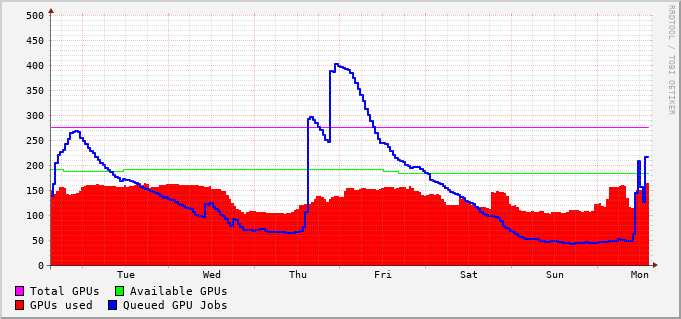 500
450
400
350
300
250
200
150
100
50
0
Tue Wed Thu Fri Sat Sun Mon
Total GPUs Available GPUs
GPUs used Queued GPU Jobs
RRDTOOL / TOBI OETIKER